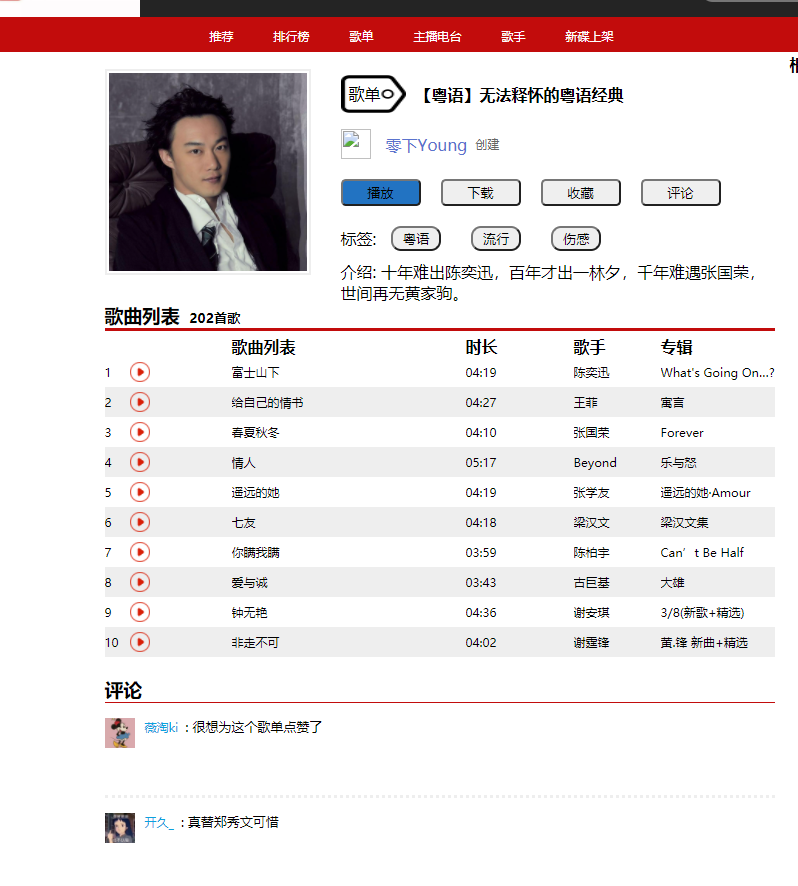 推荐 排行榜 歌单 主播电台 歌手 新碟上架
歌单 【粤语】无法释怀的粤语经典
零下Young 创建
播放 下载 收藏 评论
标签: 粤语 流行 伤感
介绍: 十年难出陈奕迅，百年才出一林夕，千年难遇张国荣，
世间再无黄家驹。
歌曲列表 202首歌
歌曲列表 时长 歌手 专辑
1 富士山下 04:19 陈奕迅 What's Going On…?
2 给自己的情书 04:27 王菲 寓言
3 春夏秋冬 04:10 张国荣 Forever
4 情人 05:17 Beyond 乐与怒
5 遥远的她 04:19 张学友 遥远的她·Amour
6 七友 04:18 梁汉文 梁汉文集
7 你瞒我瞒 03:59 陈柏宇 Can’t Be Half
8 爱与诚 03:43 古巨基 大雄
9 钟无艳 04:36 谢安琪 3/8(新歌+精选)
10 非走不可 04:02 谢霆锋 黄.锋 新曲+精选
评论
薇淘ki : 很想为这个歌单点赞了
开久_ : 真替郑秀文可惜